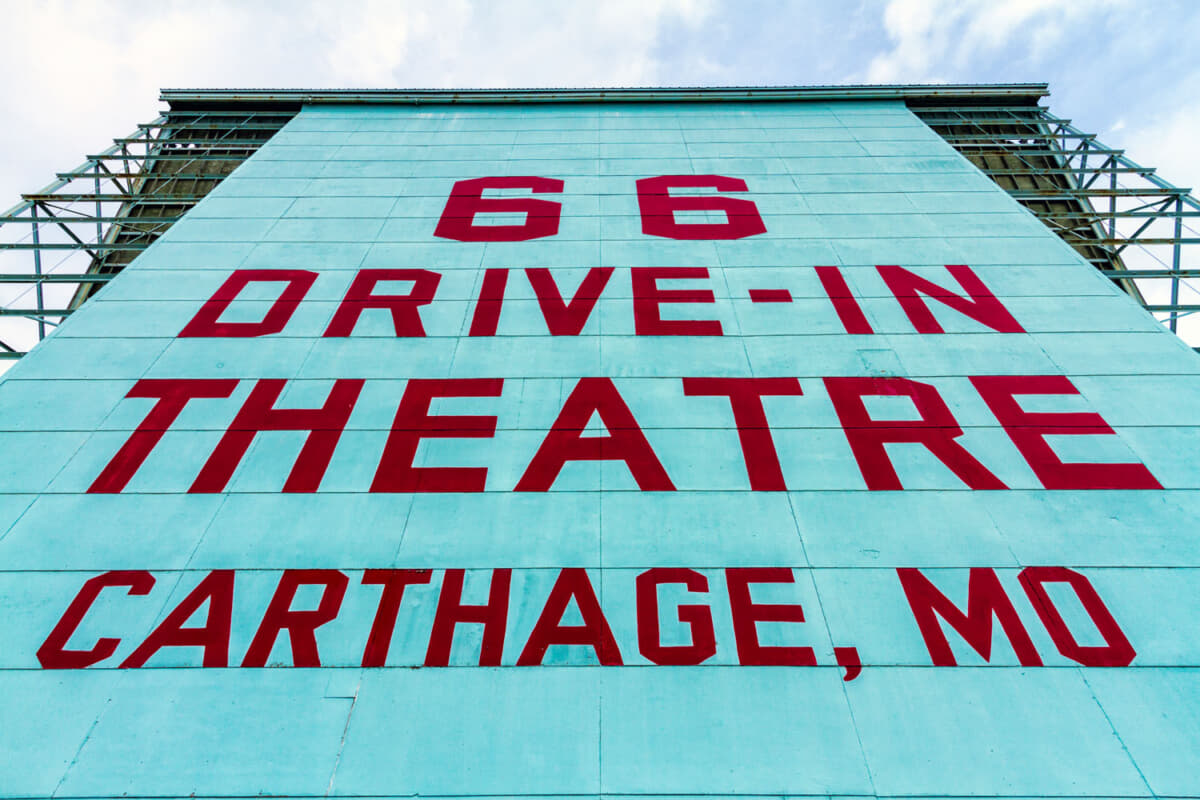 66
DRIVE-IN
THEATRE
CARTHAGE, MO